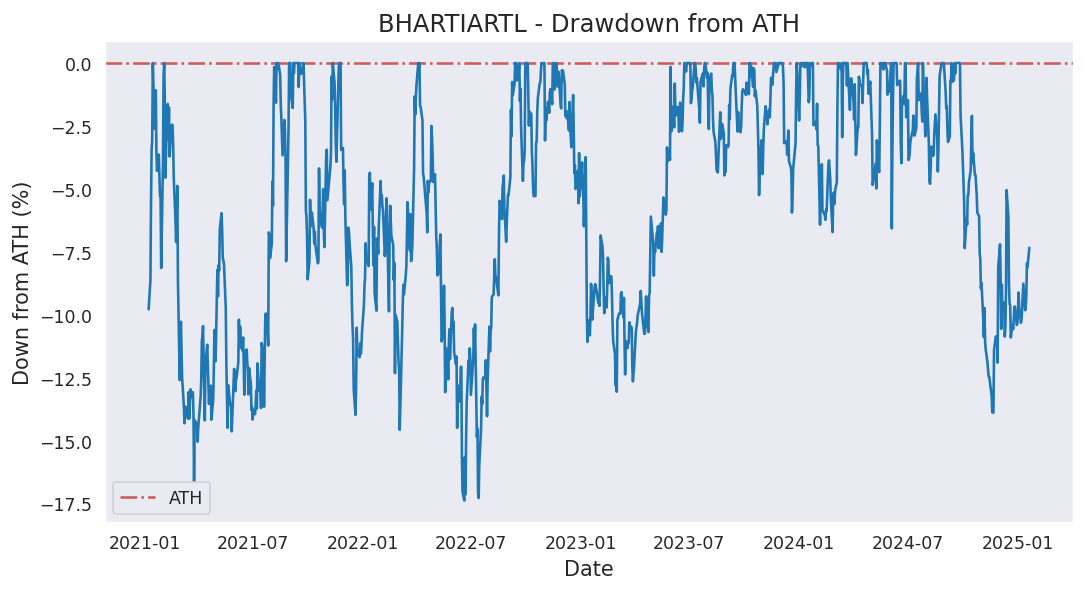 BHARTIARTL - Drawdown from ATH
Down from ATH (%)
0.0
−2.5
−5.0
−7.5
−10.0
−12.5
−15.0
−17.5
ATH
2021-01 2021-07 2022-01 2022-07 2023-01 2023-07 2024-01 2024-07 2025-01
Date